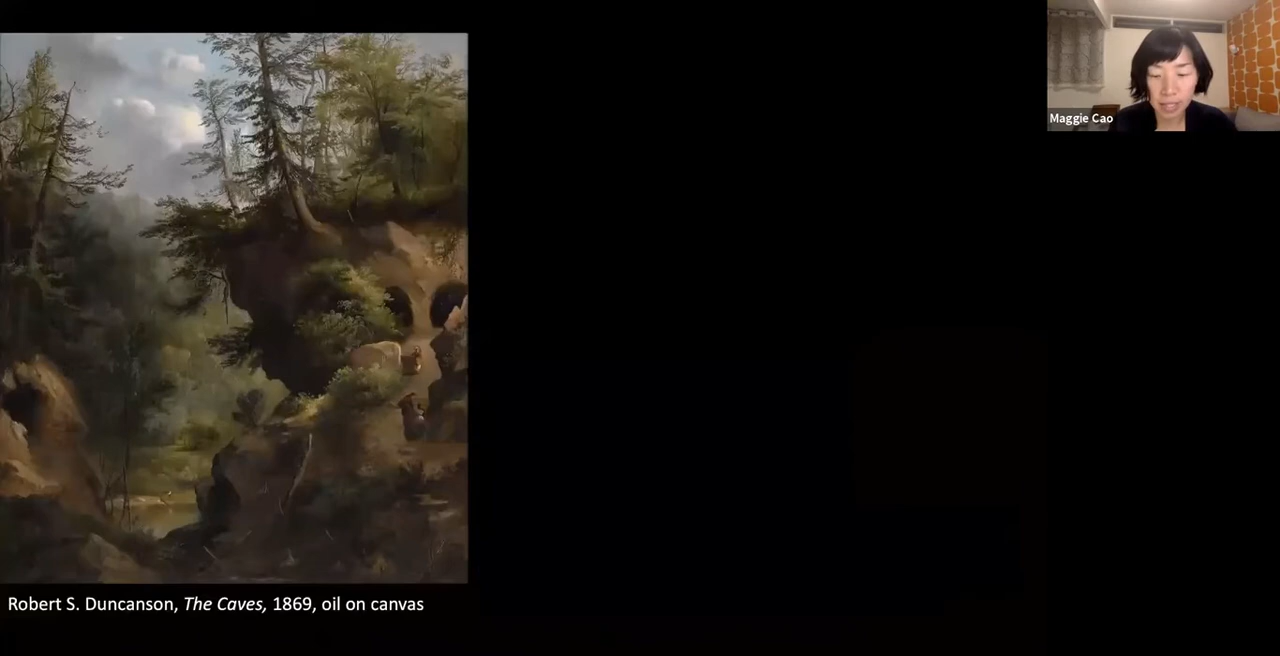 Maggie Cao
Robert S. Duncanson, The Caves, 1869, oil on canvas